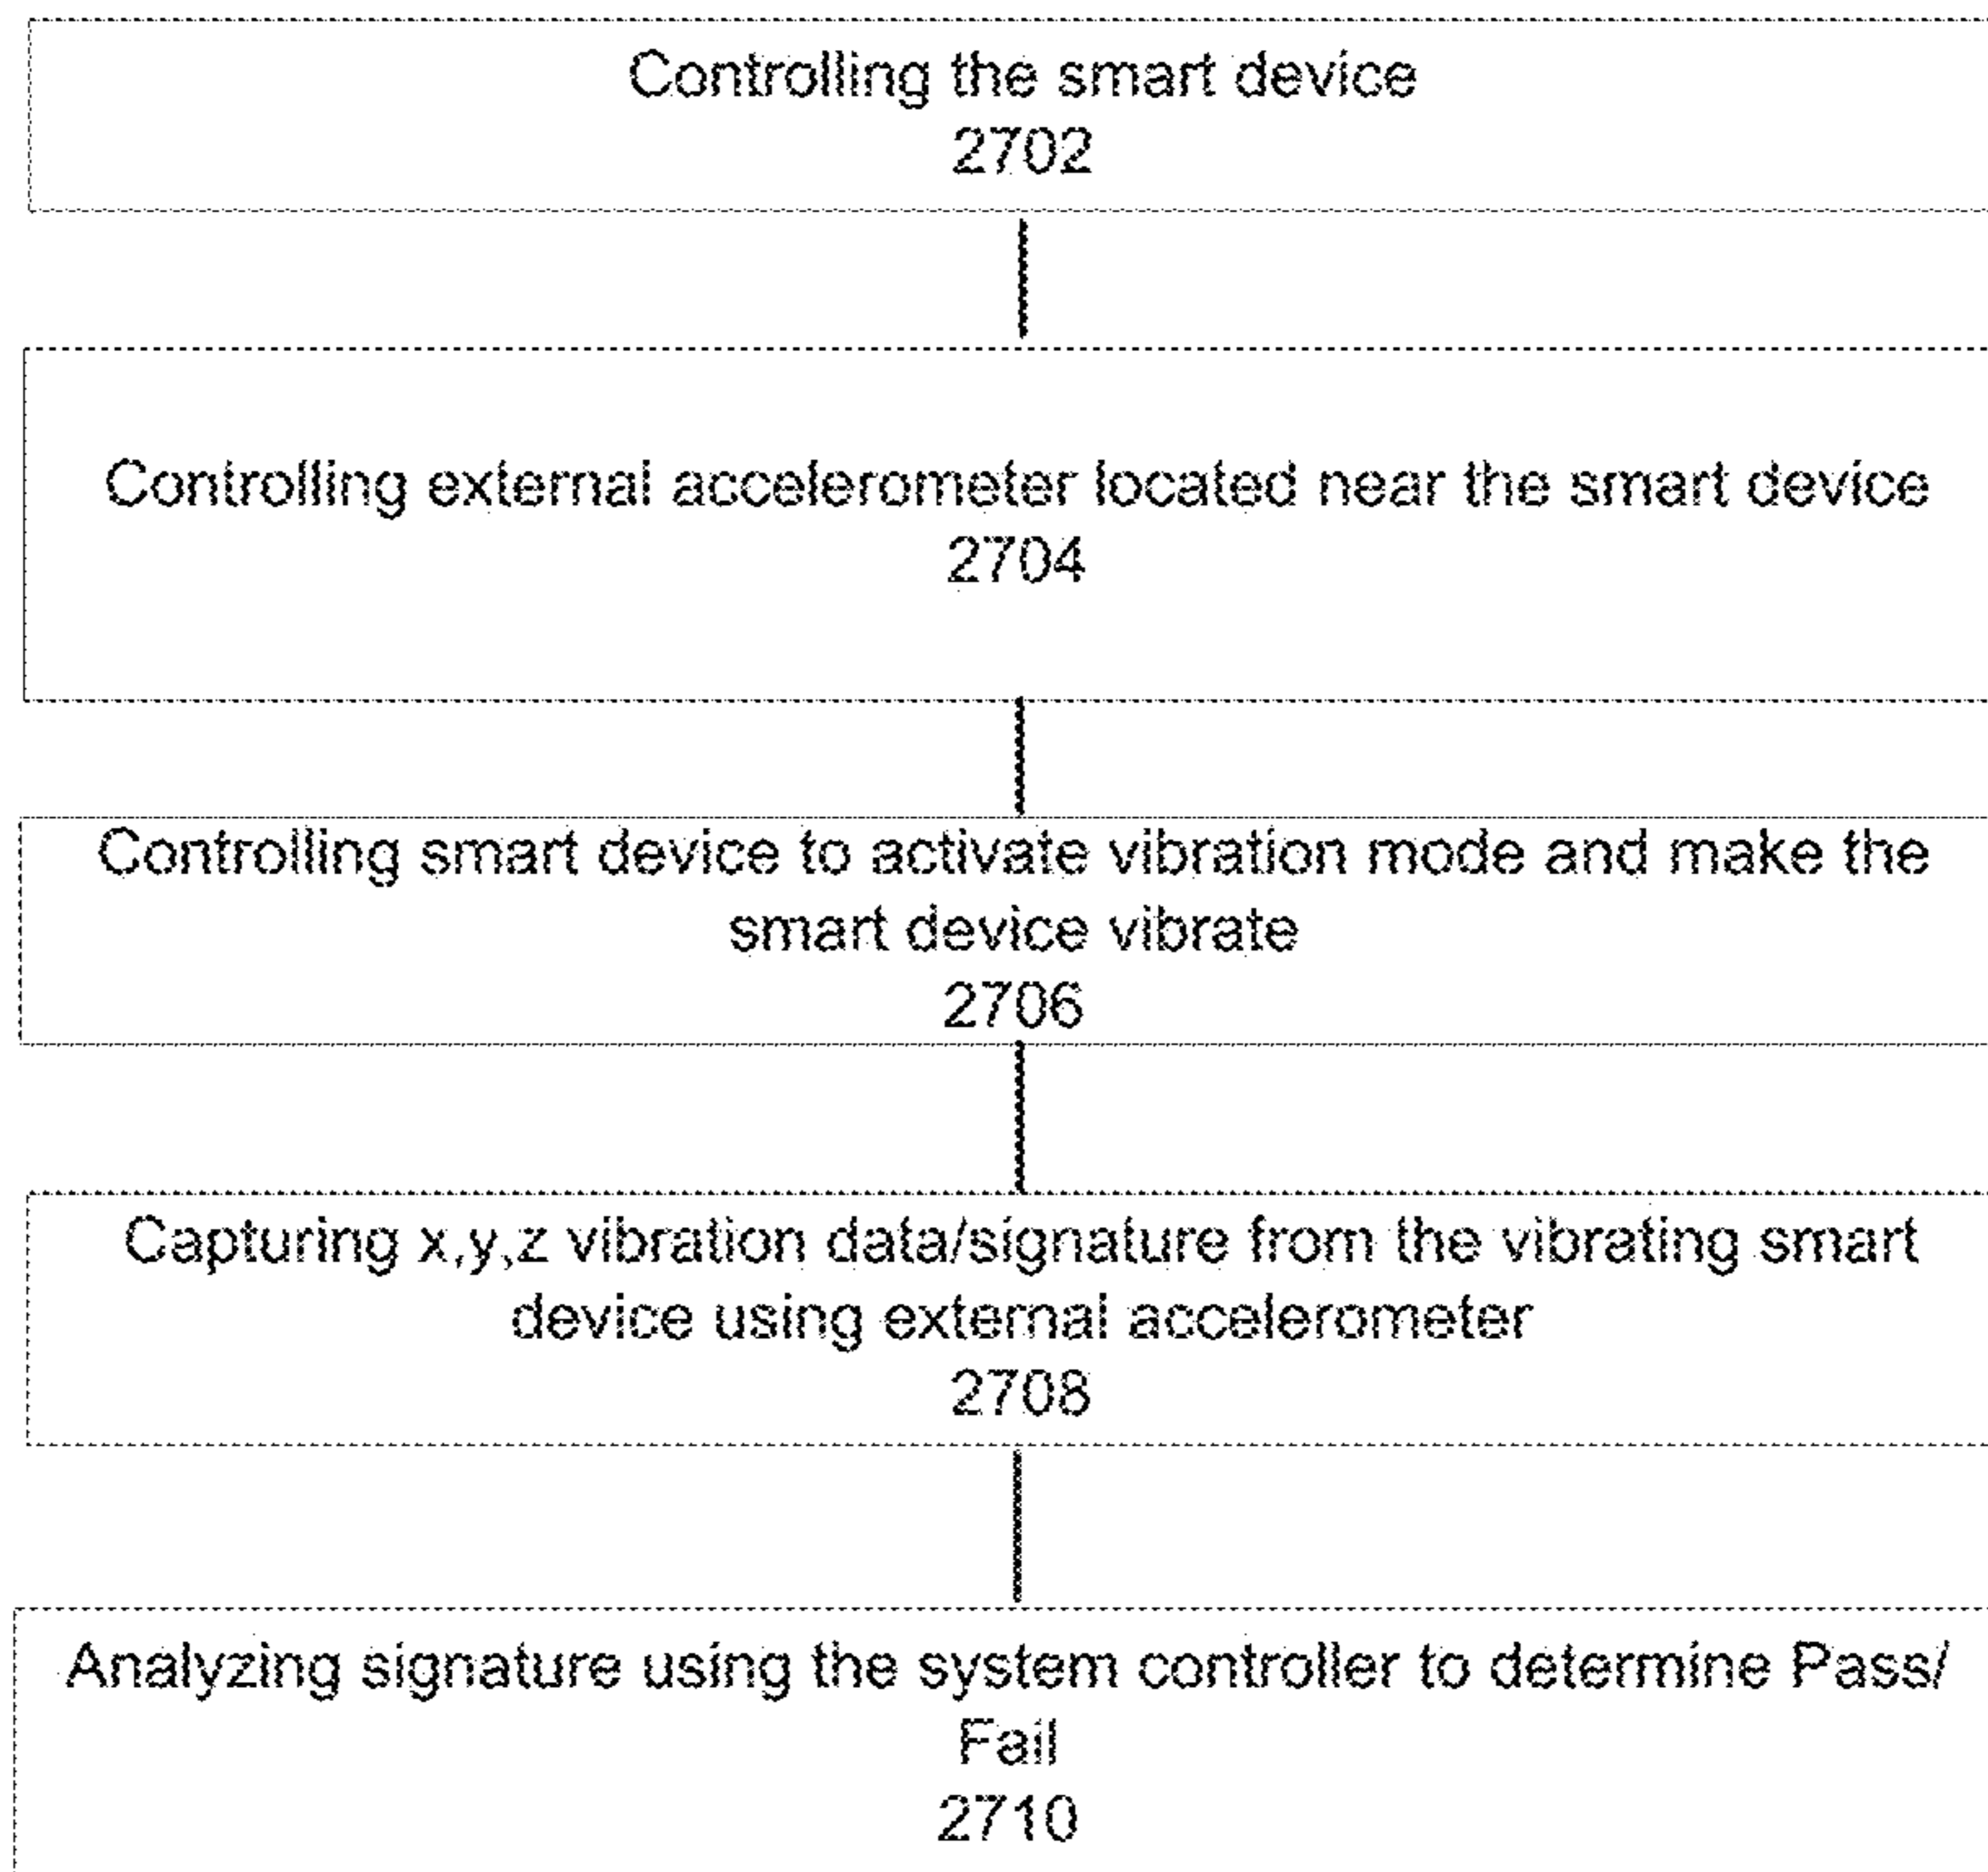 Controlling the smart device
2702
Controlling external accelerometer located near the smart device
2704
Controlling smart device to activate vibration mode and make the
smart device vibrate
2706
Capturing x,y,z vibration data/signature from the vibrating smart
device using external accelerometer
2708
Analyzing signature using the system controller to determine Pass/
Fail
2710